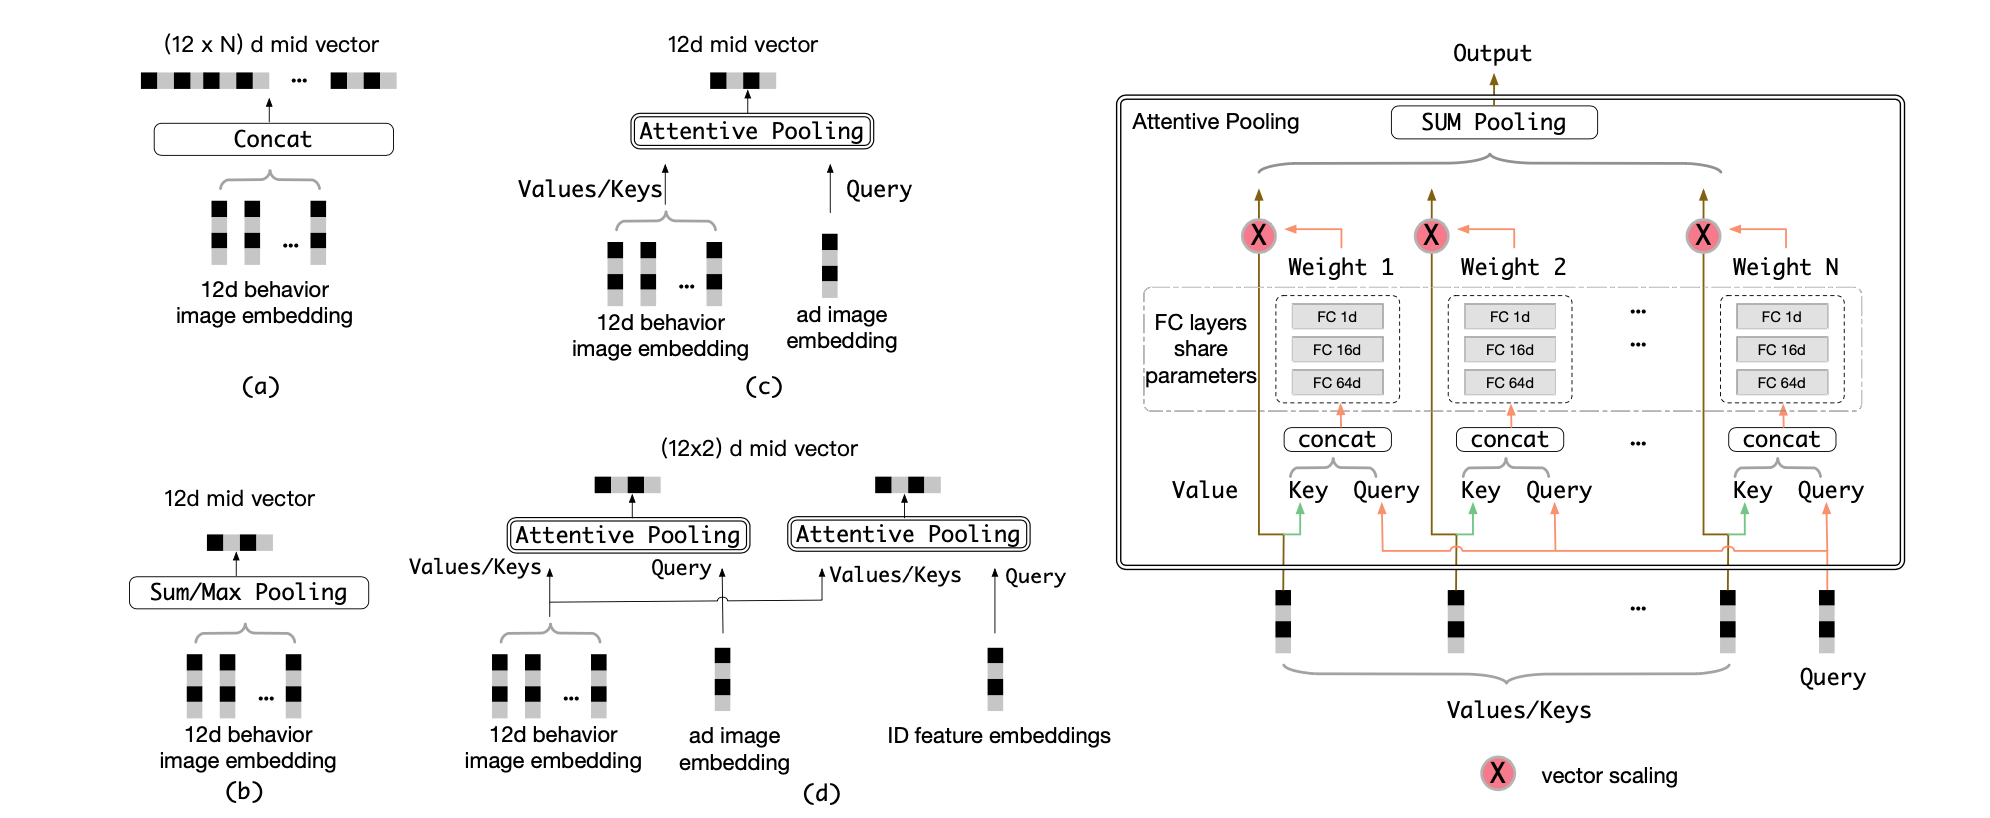 (12 x N) d mid vector
...
Concat
...
12d behavior
image embedding
(a)
12d mid vector
Sum/Max Pooling
...
12d behavior
image embedding
(b)
12d mid vector
Attentive Pooling
Values/Keys
Query
...
12d behavior
image embedding
ad image
embedding
(c)
(12x2) d mid vector
Attentive Pooling
Attentive Pooling
Values/Keys
Query
Values/Keys
Query
...
12d behavior
image embedding
ad image
embedding
ID feature embeddings
(d)
Output
Attentive Pooling
SUM Pooling
X
X
X
Weight 1
Weight 2
Weight N
FC layers
share
parameters
FC 1d
FC 16d
FC 64d
FC 1d
FC 16d
FC 64d
...
...
FC 1d
FC 16d
FC 64d
concat
concat
...
concat
Value
Key
Query
Key
Query
Key
Query
...
Query
Values/Keys
X
vector scaling